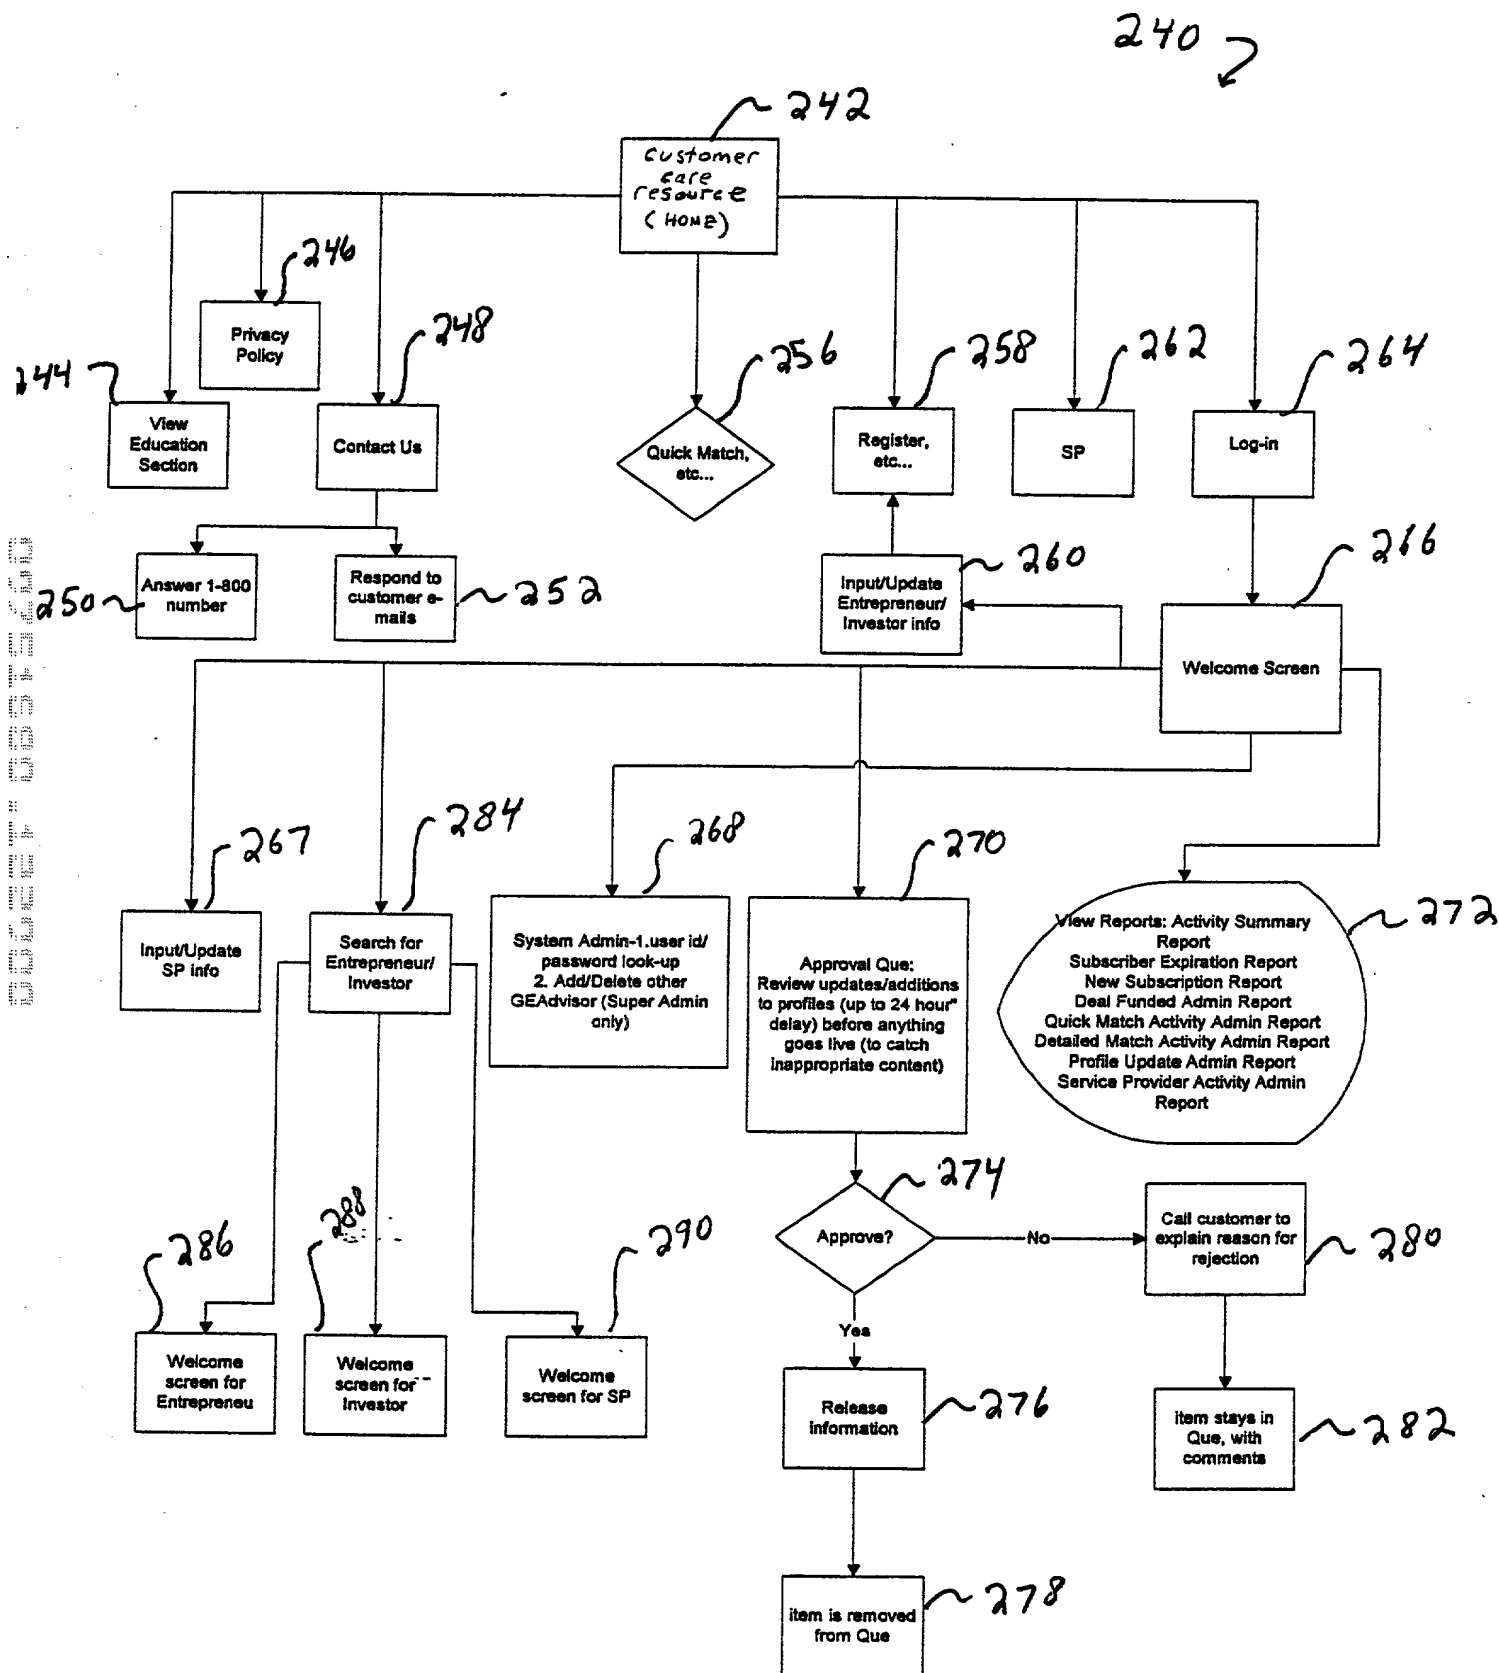 240
242
customer
care
resource
(HOME)
246
Privacy
Policy
248
244
View
Education
Section
Contact Us
256
Quick Match,
etc...
258
Register,
etc...
262
SP
264
Log-in
250
Answer 1-800
number
Respond to
customer e-
mails
252
260
Input/Update
Entrepreneur/
Investor info
266
Welcome Screen
267
Input/Update
SP info
284
Search for
Entrepreneur/
Investor
268
System Admin-1.user id/
password look-up
2. Add/Delete other
GEAdvisor (Super Admin
only)
270
Approval Que:
Review updates/additions
to profiles (up to 24 hour"
delay) before anything
goes live (to catch
inappropriate content)
272
View Reports: Activity Summary
Report
Subscriber Expiration Report
New Subscription Report
Deal Funded Admin Report
Quick Match Activity Admin Report
Detailed Match Activity Admin Report
Profile Update Admin Report
Service Provider Activity Admin
Report
274
Approve?
No
Call customer to
explain reason for
rejection
280
286
Welcome
screen for
Entrepreneu
288
Welcome
screen for
Investor
290
Welcome
screen for SP
Yes
Release
information
276
item stays in
Que, with
comments
282
item is removed
from Que
278